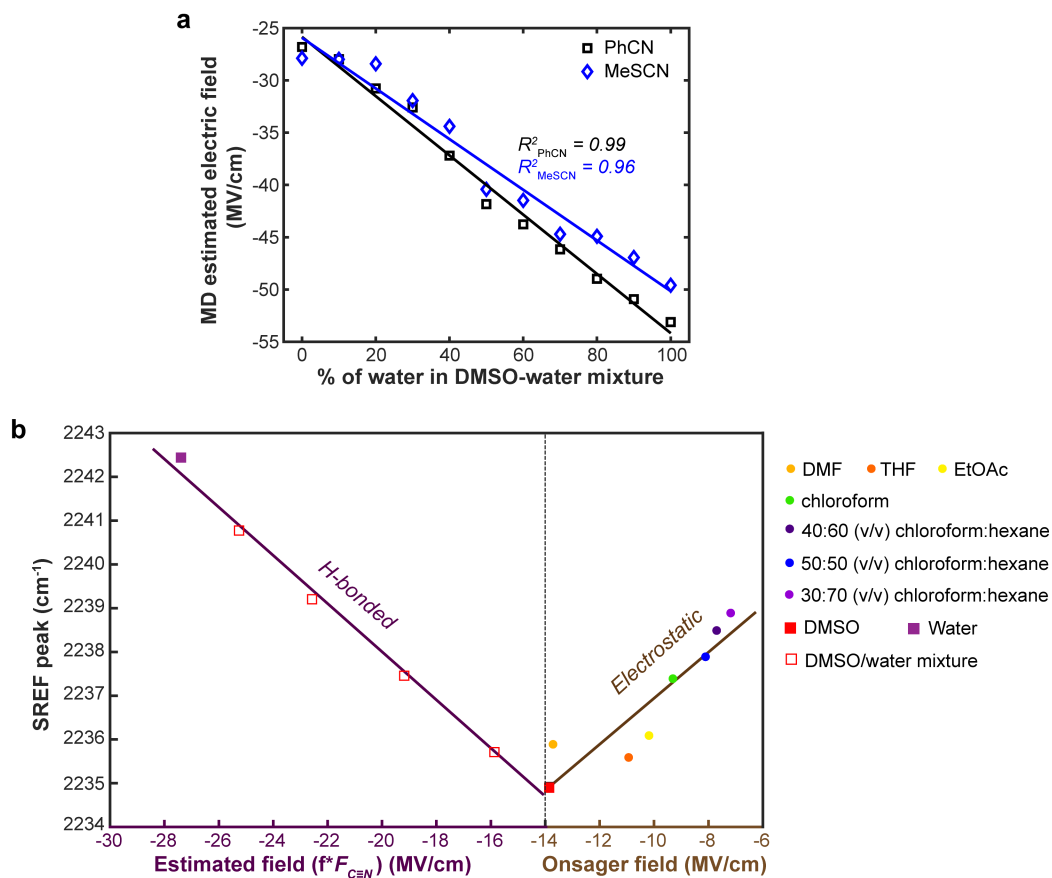 a
-25
-30
-35
-40
-45
-50
-55
MD estimated electric field
(MV/cm)
PhCN
MeSCN
R²PhCN = 0.99
R²MeSCN = 0.96
0
20
40
60
80
100
% of water in DMSO-water mixture
b
2243
2242
2241
2240
2239
2238
2237
2236
2235
2234
SREF peak (cm⁻¹)
H-bonded
Electrostatic
-30
-28
-26
-24
-22
-20
-18
-16
-14
-12
-10
-8
-6
Estimated field (f*F_C≡N) (MV/cm)
Onsager field (MV/cm)
DMF THF EtOAc
chloroform
40:60 (v/v) chloroform:hexane
50:50 (v/v) chloroform:hexane
30:70 (v/v) chloroform:hexane
DMSO Water
DMSO/water mixture